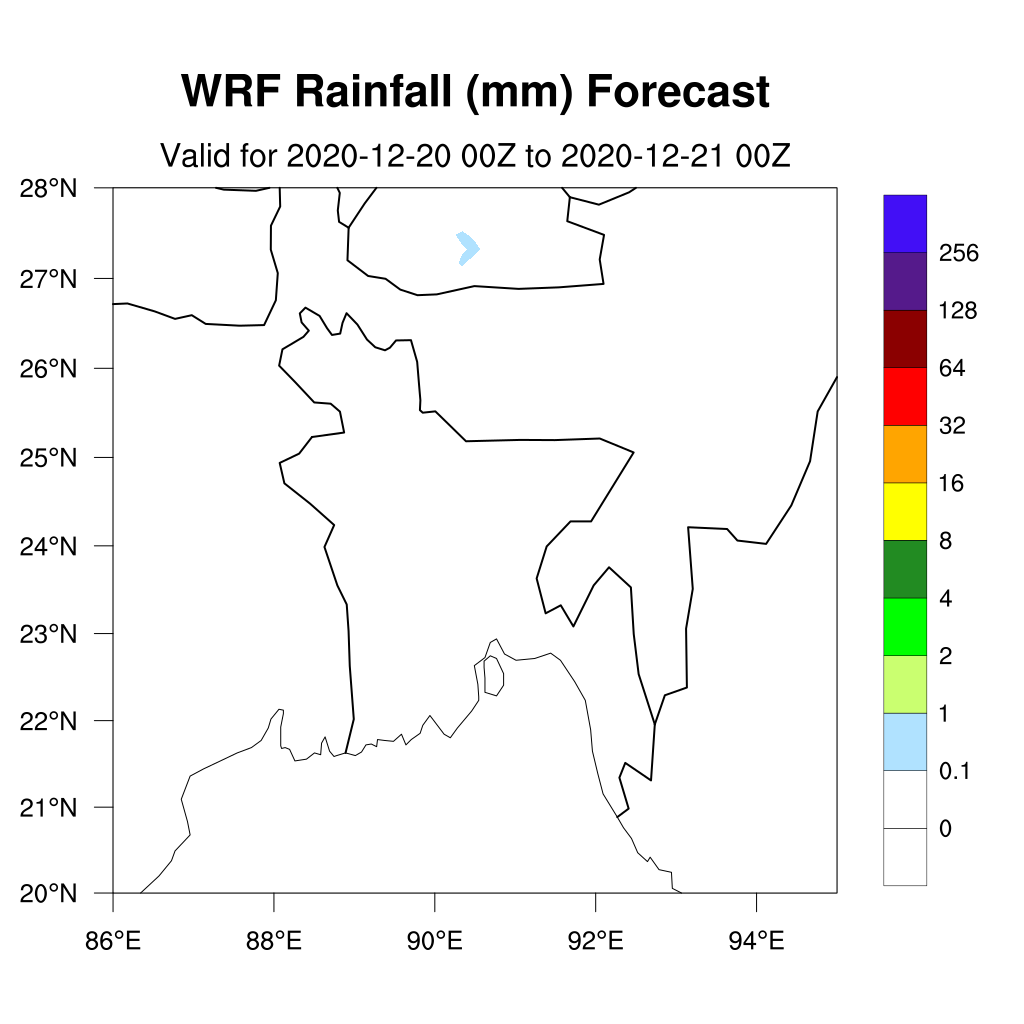 WRF Rainfall (mm) Forecast
Valid for 2020-12-20 00Z to 2020-12-21 00Z
28°N
27°N
26°N
25°N
24°N
23°N
22°N
21°N
20°N
86°E 88°E 90°E 92°E 94°E
256
128
64
32
16
8
4
2
1
0.1
0